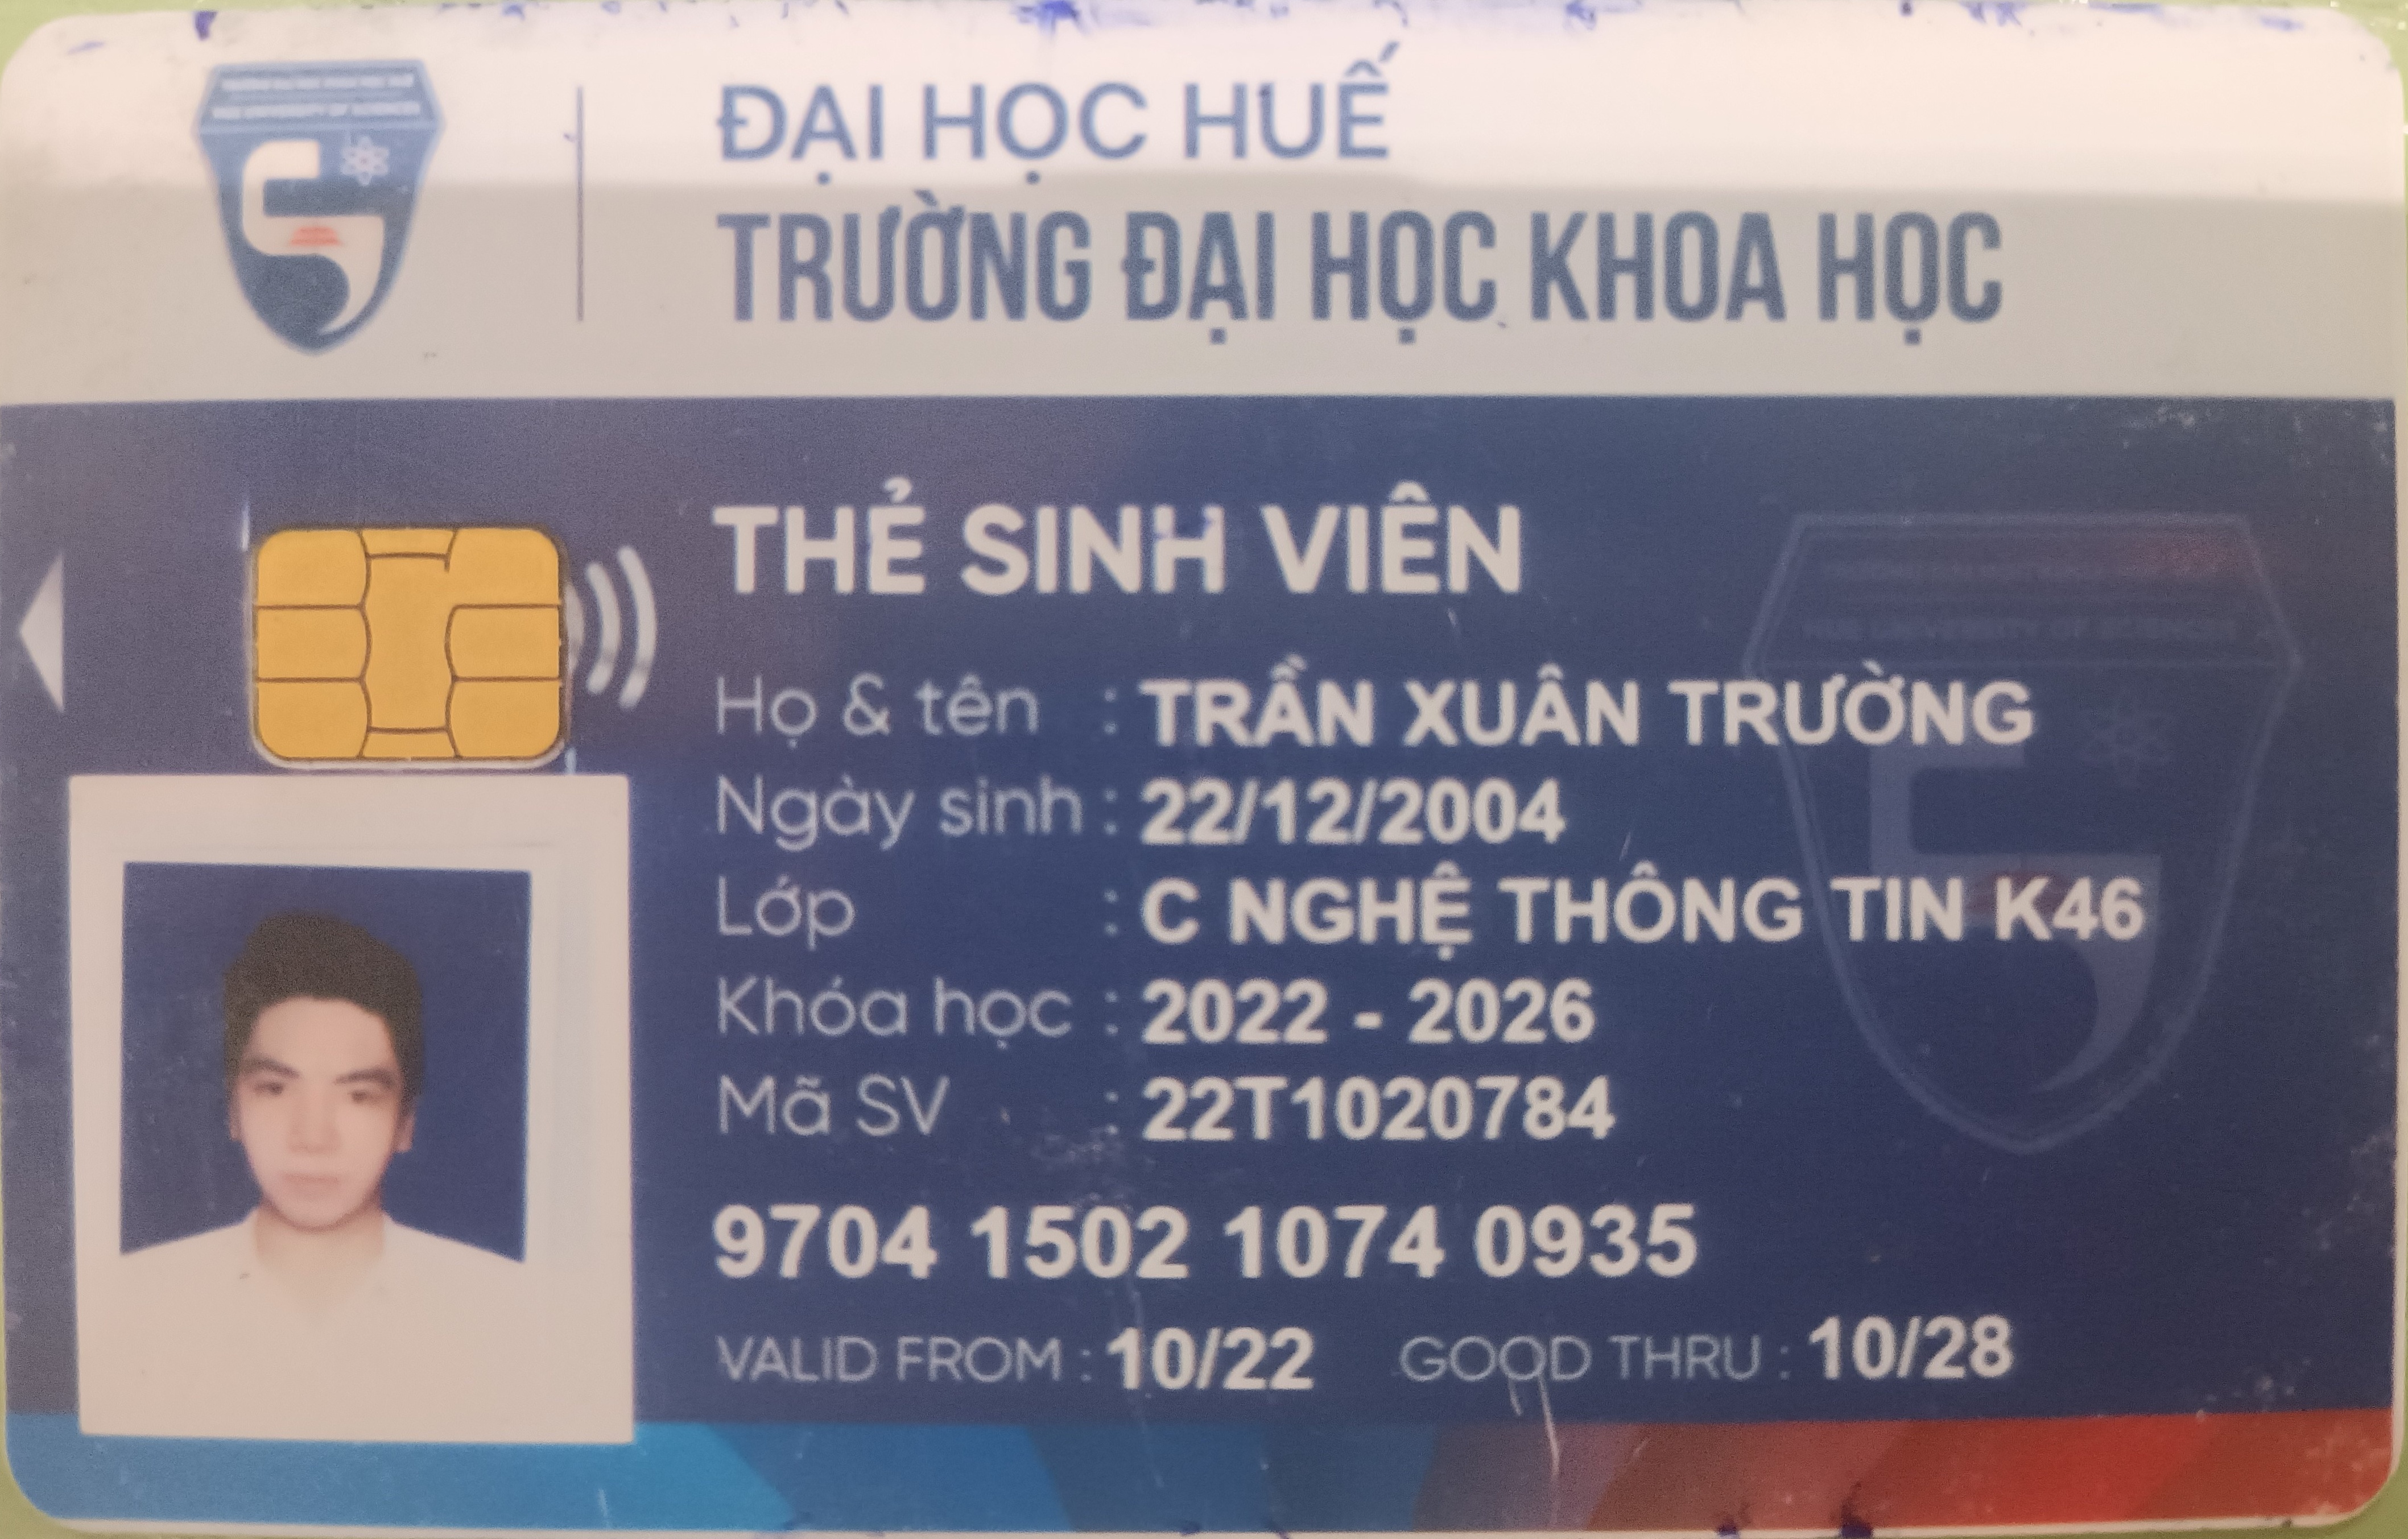 ĐẠI HỌC HUẾ
TRƯỜNG ĐẠI HỌC KHOA HỌC
THẺ SINH VIÊN
Họ & tên : TRẦN XUÂN TRƯỜNG
Ngày sinh : 22/12/2004
Lớp : C NGHỆ THÔNG TIN K46
Khóa học : 2022 - 2026
Mã SV : 22T1020784
9704 1502 1074 0935
VALID FROM : 10/22 GOOD THRU : 10/28